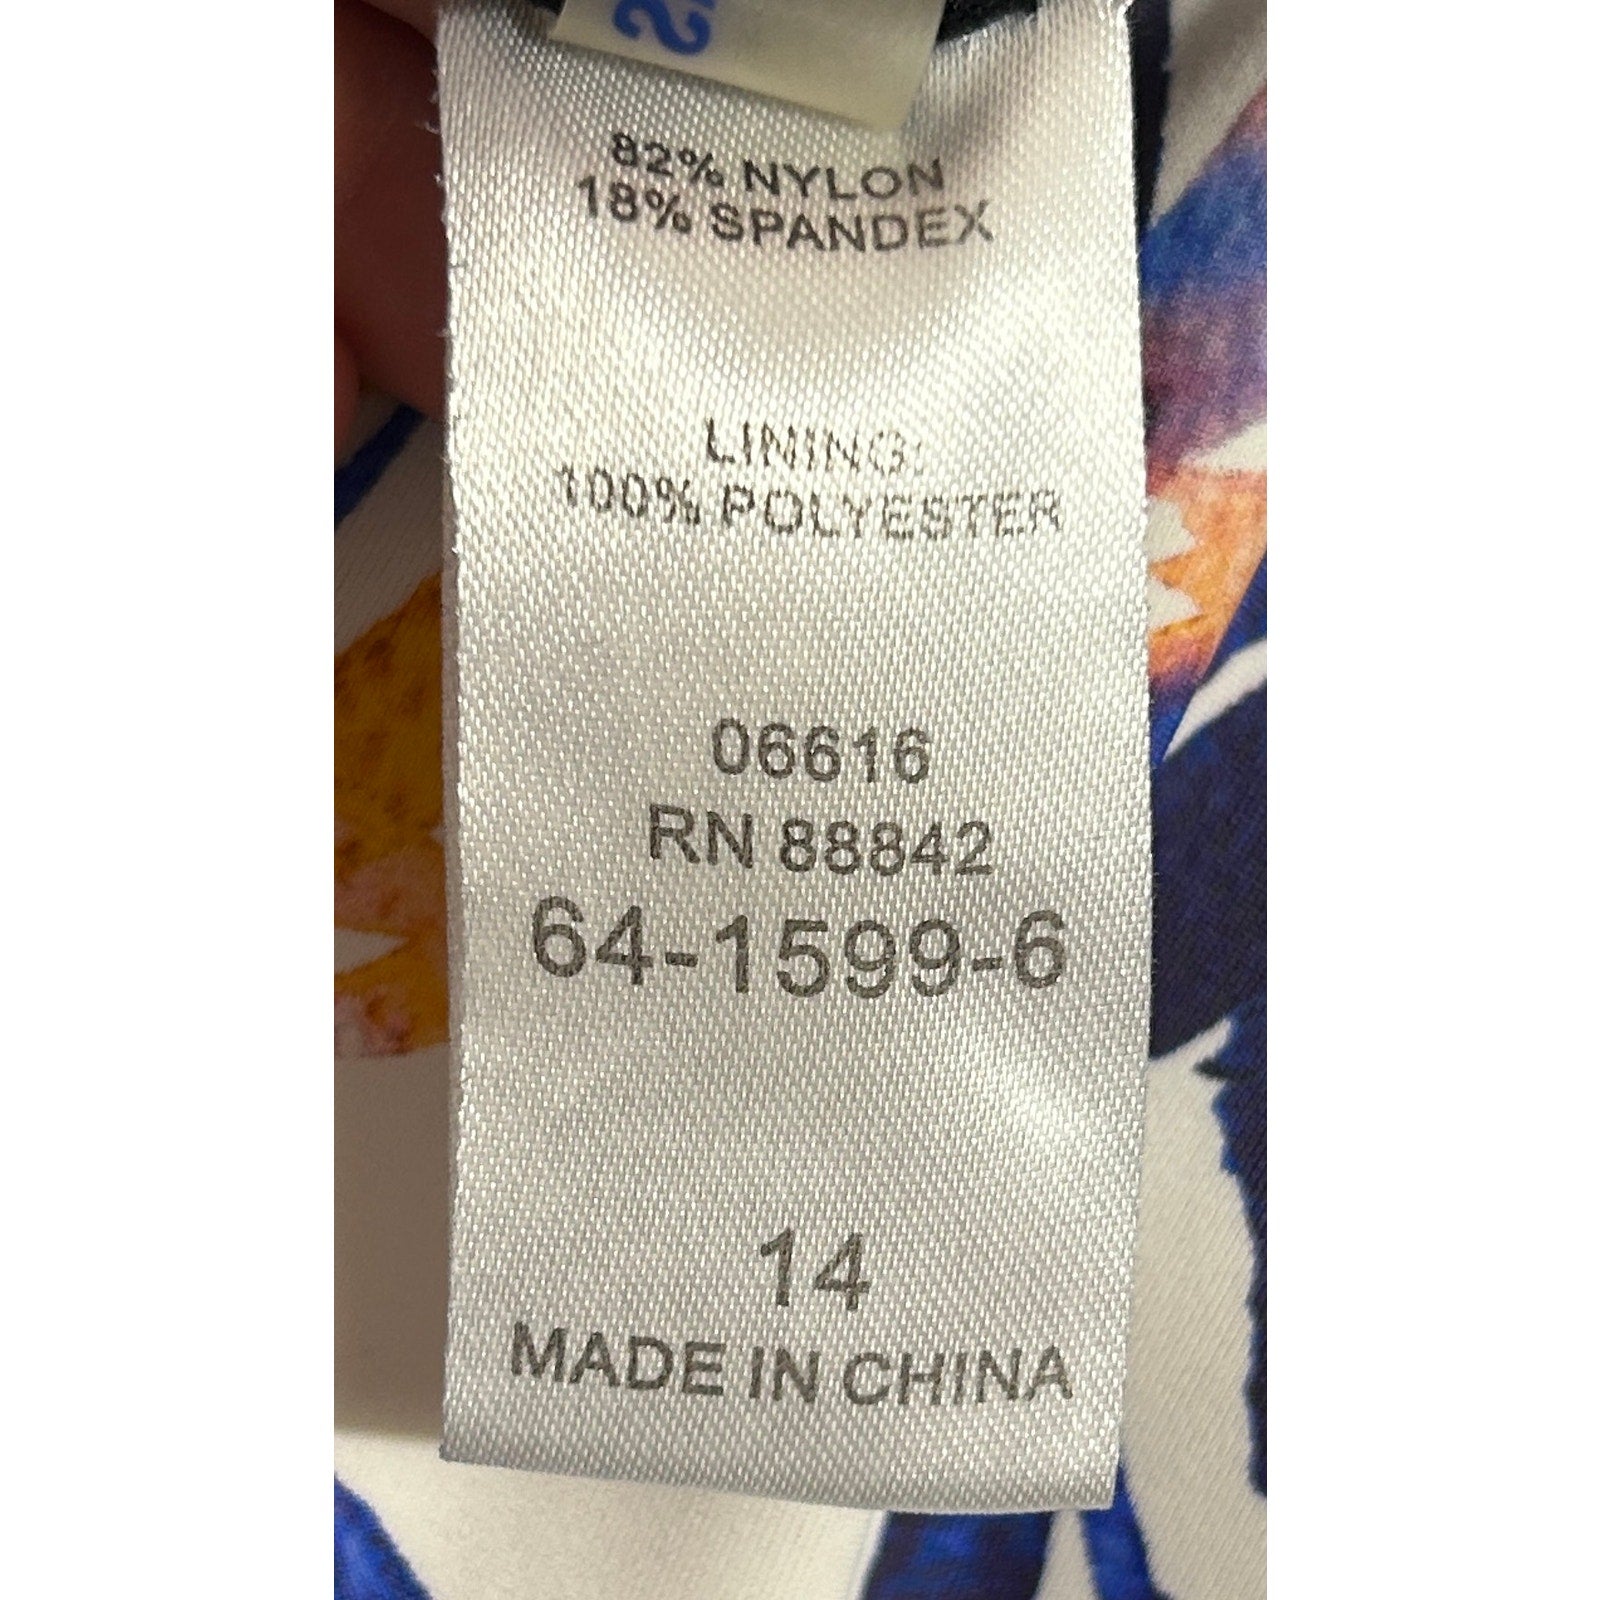 82% NYLON
18% SPANDEX
LINING:
100% POLYESTER
06616
RN 88842
64-1599-6
14
MADE IN CHINA